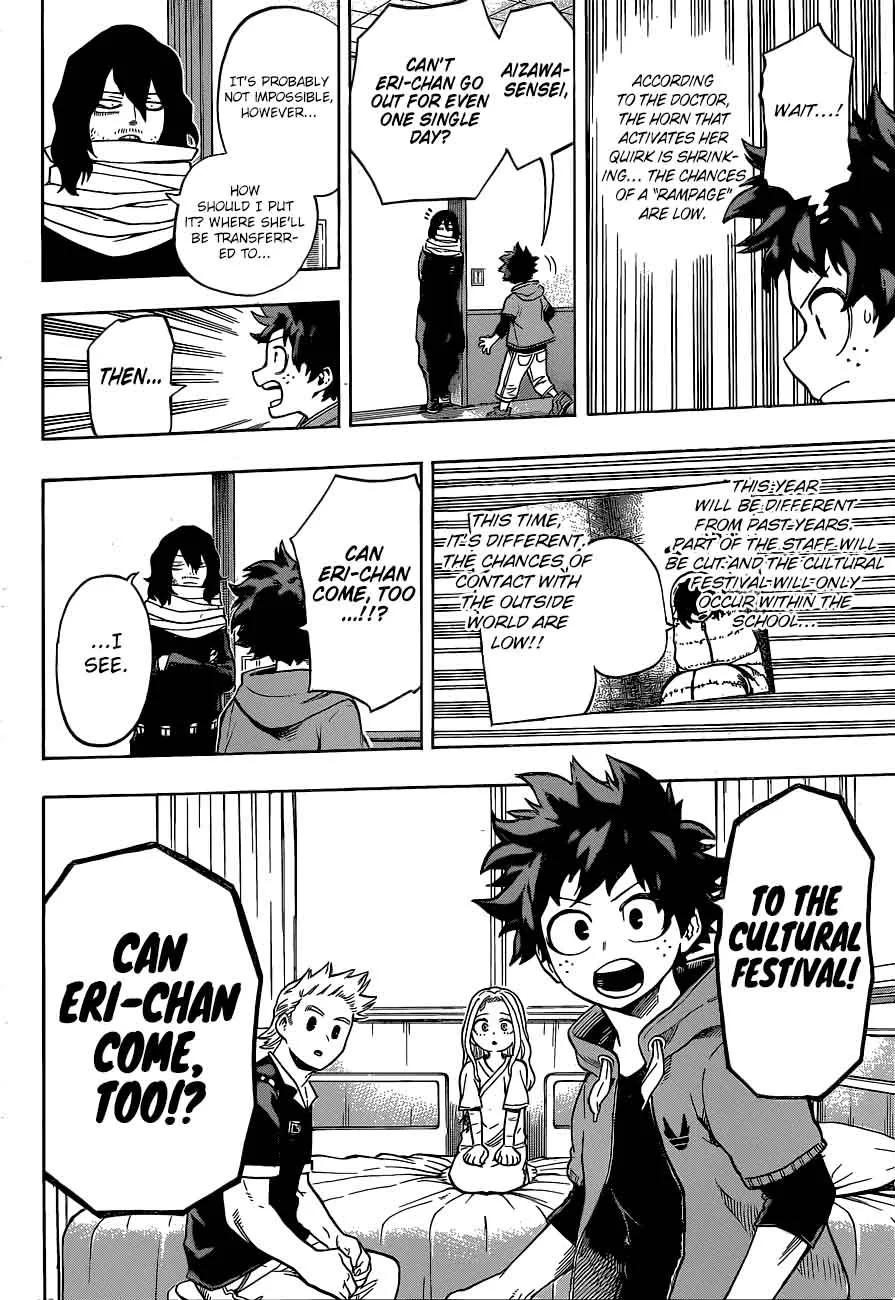 WAIT...!
ACCORDING
TO THE DOCTOR,
THE HORN THAT
ACTIVATES HER
QUIRK IS SHRINK-
ING... THE CHANCES
OF A "RAMPAGE"
ARE LOW.
AIZAWA-
SENSEI,
CAN'T
ERI-CHAN GO
OUT FOR EVEN
ONE SINGLE
DAY?
IT'S PROBABLY
NOT IMPOSSIBLE,
HOWEVER...
HOW
SHOULD I PUT
IT? WHERE SHE'LL
BE TRANSFERR-
ED TO...
THEN...
THIS YEAR
WILL BE DIFFERENT
FROM PAST YEARS.
PART OF THE STAFF WILL
BE CUT AND THE CULTURAL
FESTIVAL WILL ONLY
OCCUR WITHIN THE
SCHOOL...
THIS TIME,
IT'S DIFFERENT.
THE CHANCES OF
CONTACT WITH
THE OUTSIDE
WORLD ARE
LOW!!
CAN
ERI-CHAN
COME, TOO
...!!?
...I
SEE.
TO THE
CULTURAL
FESTIVAL!
CAN
ERI-CHAN
COME,
TOO!?